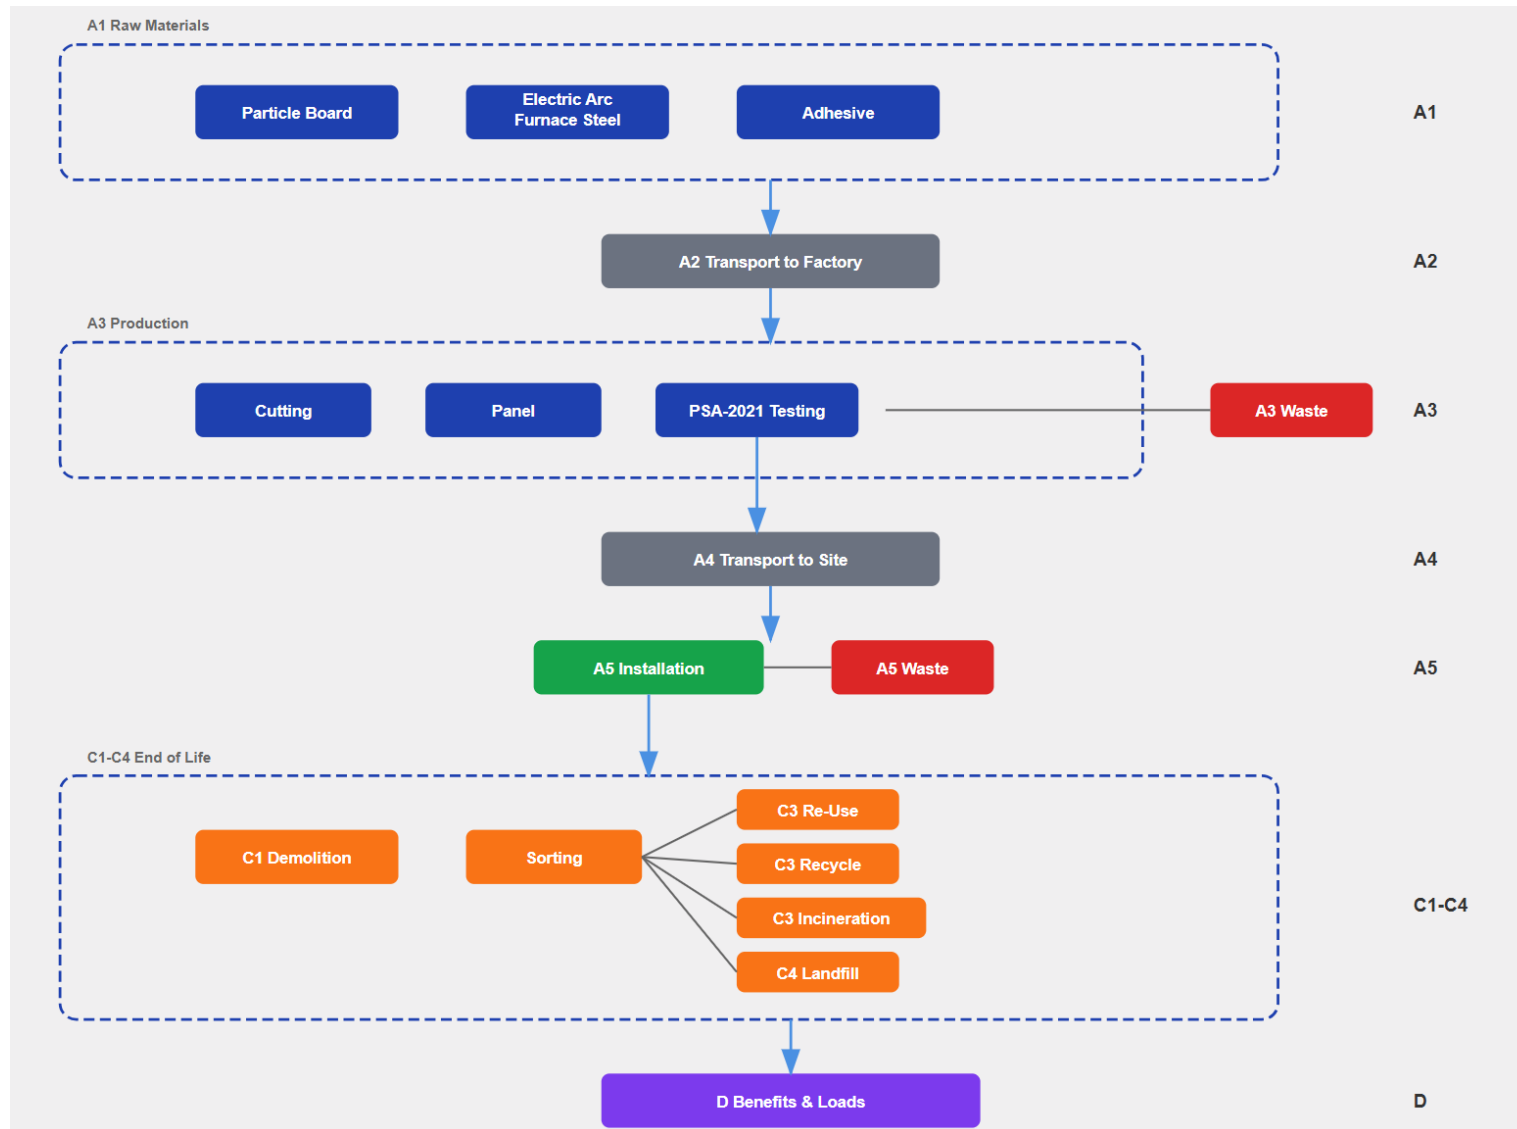 A1 Raw Materials
Particle Board
Electric Arc
Furnace Steel
Adhesive
A1
A2 Transport to Factory
A2
A3 Production
Cutting
Panel
PSA-2021 Testing
A3 Waste
A3
A4 Transport to Site
A4
A5 Installation
A5 Waste
A5
C1-C4 End of Life
C1 Demolition
Sorting
C3 Re-Use
C3 Recycle
C3 Incineration
C4 Landfill
C1-C4
D Benefits & Loads
D